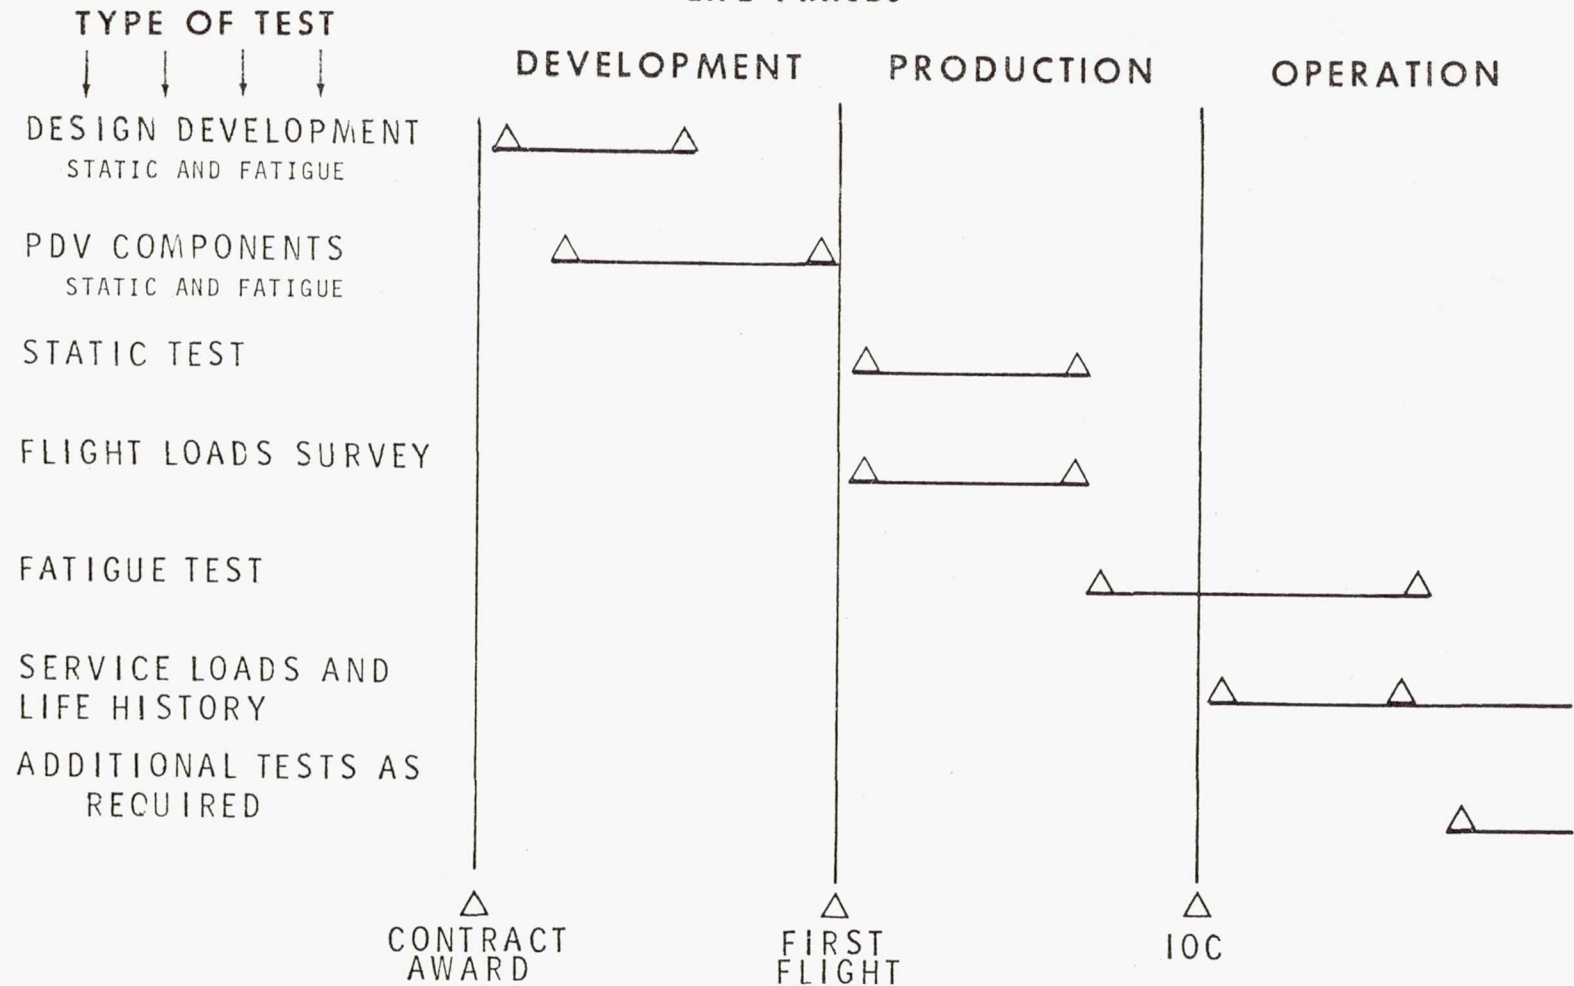 TYPE OF TEST
DEVELOPMENT PRODUCTION OPERATION
DESIGN DEVELOPMENT
STATIC AND FATIGUE
PDV COMPONENTS
STATIC AND FATIGUE
STATIC TEST
FLIGHT LOADS SURVEY
FATIGUE TEST
SERVICE LOADS AND
LIFE HISTORY
ADDITIONAL TESTS AS
REQUIRED
CONTRACT
AWARD
FIRST
FLIGHT
IOC